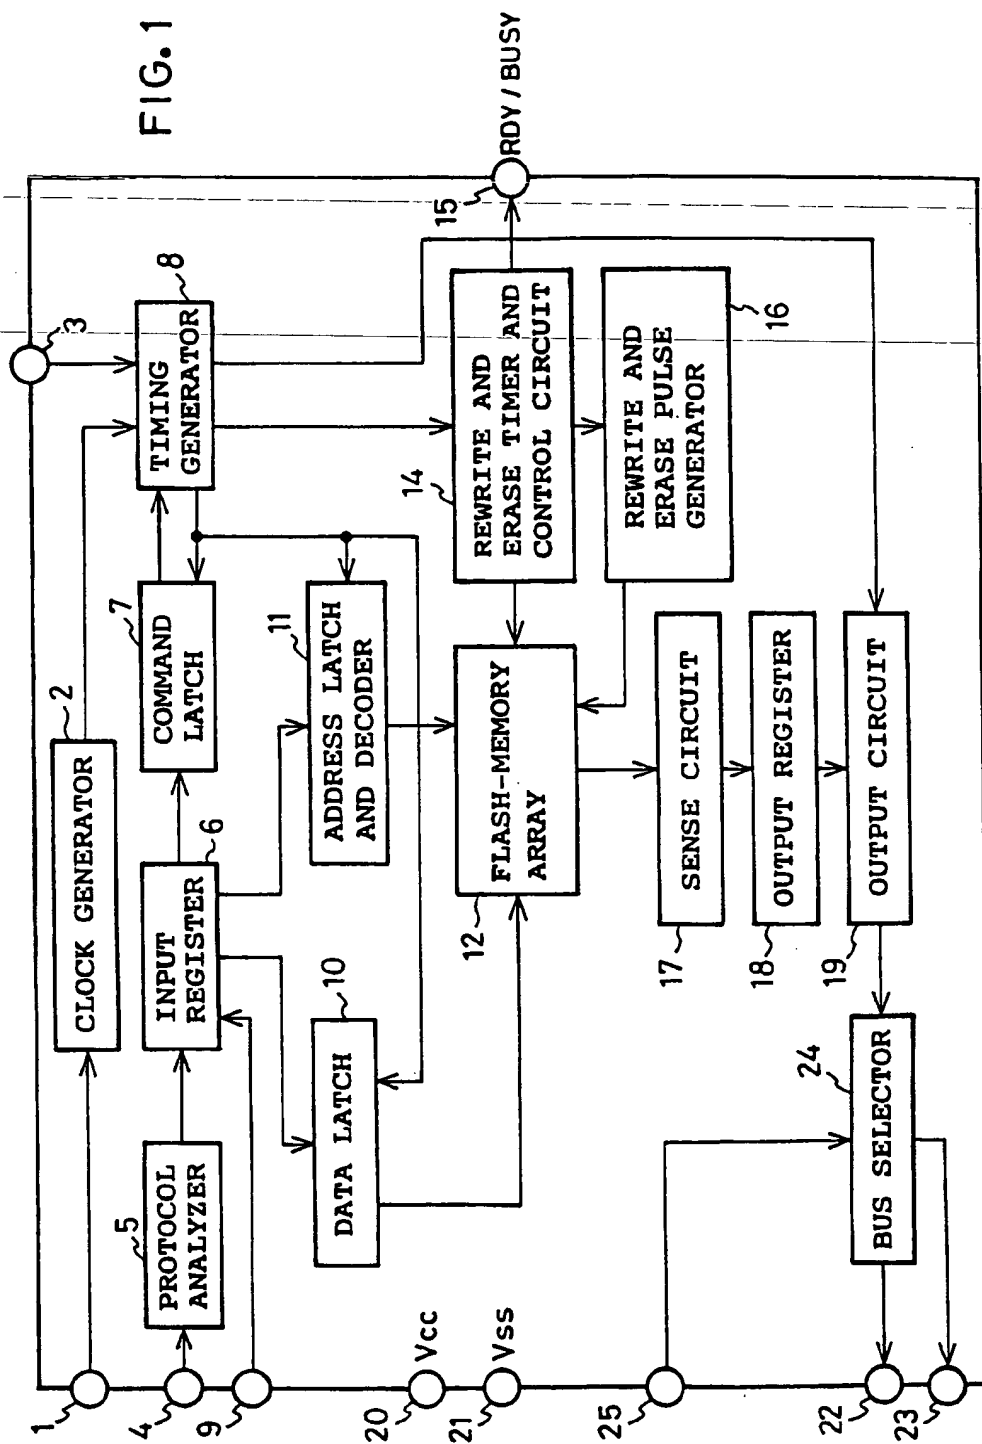 FIG. 1
3
2
CLOCK GENERATOR
1
8
TIMING
GENERATOR
7
COMMAND
LATCH
6
INPUT
REGISTER
5
PROTOCOL
ANALYZER
4
9
11
ADDRESS LATCH
AND DECODER
10
DATA LATCH
15
RDY / BUSY
14
REWRITE AND
ERASE TIMER AND
CONTROL CIRCUIT
12
FLASH-MEMORY
ARRAY
20
Vcc
21
Vss
16
REWRITE AND
ERASE PULSE
GENERATOR
17
SENSE CIRCUIT
18
OUTPUT REGISTER
19
OUTPUT CIRCUIT
25
24
BUS SELECTOR
22
23